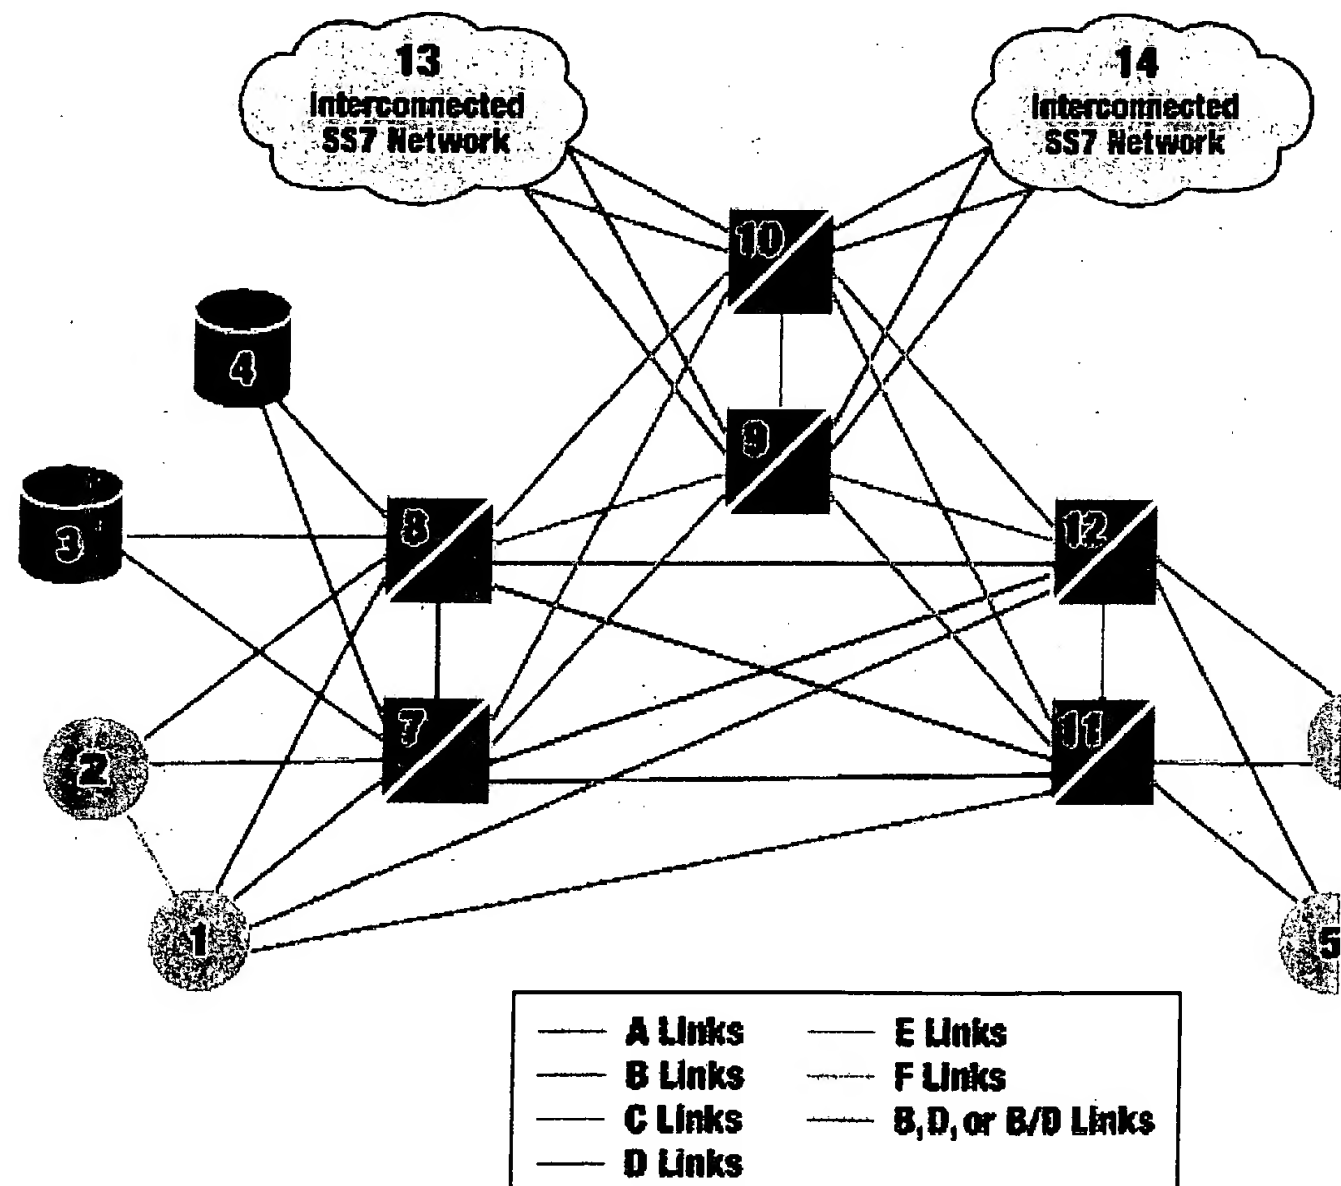 13
Interconnected
SS7 Network
14
Interconnected
SS7 Network
10
4
9
8
12
3
7
11
2
1
5
A Links
B Links
C Links
D Links
E Links
F Links
B, D, or B/D Links